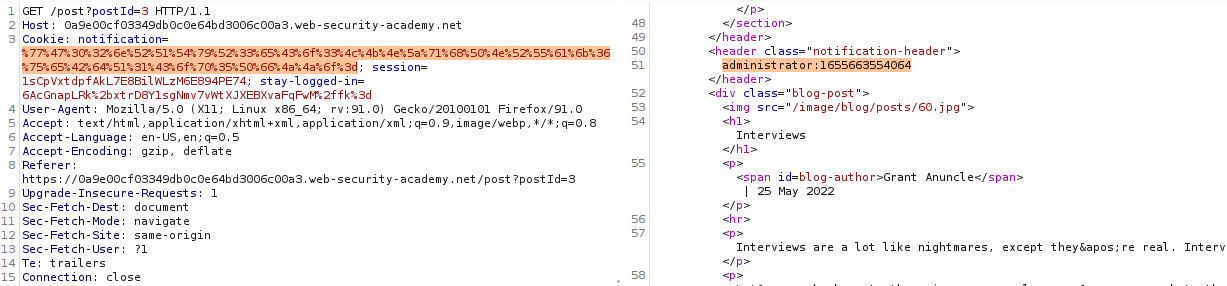 1 GET /post?postId=3 HTTP/1.1
2 Host: 0a9e00cf03349db0c0e64bd3006c00a3.web-security-academy.net
3 Cookie: notification=
%77%47%30%32%6e%52%51%54%79%52%33%65%43%6f%33%4c%4b%4e%5a%71%68%50%4e%52%55%61%6b%36
%75%65%42%64%51%31%43%6f%70%35%50%66%4a%4a%6f%3d; session=
1sCpVxtdpfAkL7E8BilWLzM6E894PE74; stay-logged-in=
6AcGnapLRk%2bxtrD8Y1sgNmv7vWtXJXEBXvaFqFwM%2ffk%3d
4 User-Agent: Mozilla/5.0 (X11; Linux x86_64; rv:91.0) Gecko/20100101 Firefox/91.0
5 Accept: text/html,application/xhtml+xml,application/xml;q=0.9,image/webp,*/*;q=0.8
6 Accept-Language: en-US,en;q=0.5
7 Accept-Encoding: gzip, deflate
8 Referer:
https://0a9e00cf03349db0c0e64bd3006c00a3.web-security-academy.net/post?postId=3
9 Upgrade-Insecure-Requests: 1
10 Sec-Fetch-Dest: document
11 Sec-Fetch-Mode: navigate
12 Sec-Fetch-Site: same-origin
13 Sec-Fetch-User: ?1
14 Te: trailers
15 Connection: close
</p>
48 </section>
49 </header>
50 <header class="notification-header">
51 administrator:1655663554064
</header>
52 <div class="blog-post">
53 <img src="/image/blog/posts/60.jpg">
54 <h1>
Interviews
</h1>
55 <p>
<span id=blog-author>Grant Anuncle</span>
| 25 May 2022
</p>
56 <hr>
57 <p>
Interviews are a lot like nightmares, except they&apos;re real. Interv
</p>
58 <p>